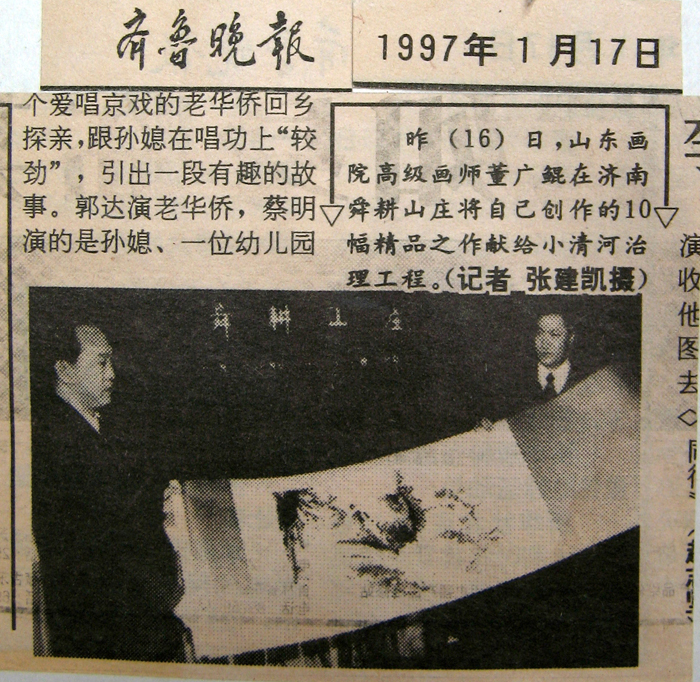 齐鲁晚报
1997年1月17日
个爱唱京戏的老华侨回乡
探亲,跟孙媳在唱功上“较
劲”,引出一段有趣的故
事。郭达演老华侨,蔡明
演的是孙媳、一位幼儿园
昨(16)日,山东画
院高级画师董广鲲在济南
舜耕山庄将自己创作的10
幅精品之作献给小清河治
理工程。(记者 张建凯摄)
舜耕山庄
演
收
他
图
去